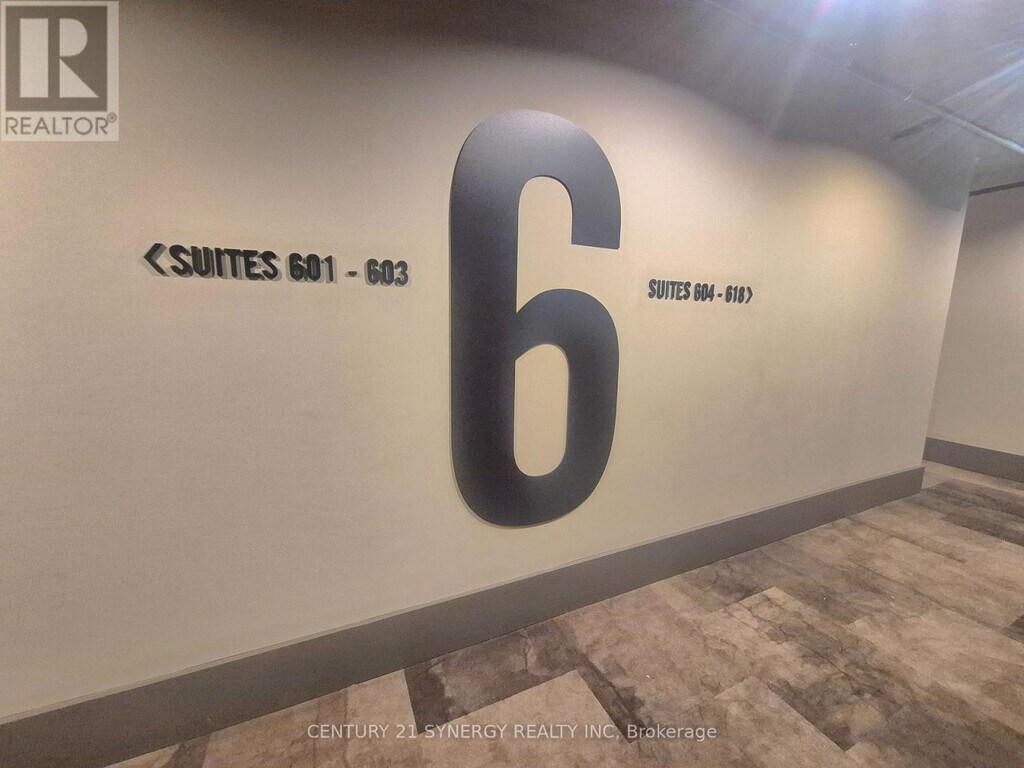 R
REALTOR®
6
<SUITES 601 - 603
SUITES 604 - 618>
CENTURY 21 SYNERGY REALTY INC, Brokerage